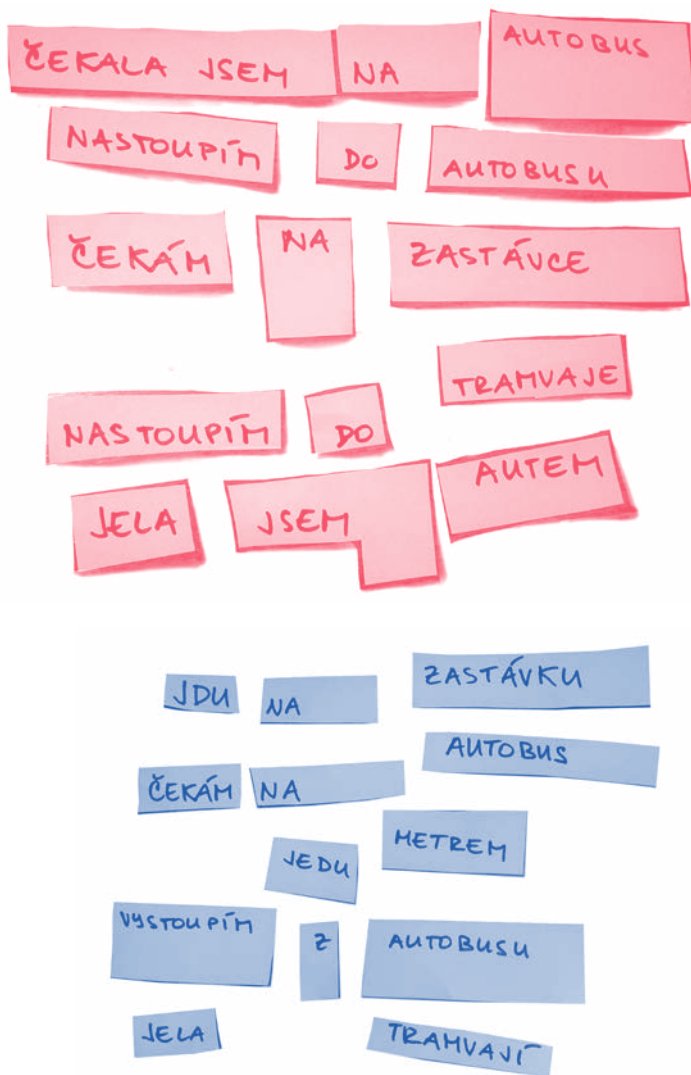 ČEKALA JSEM NA AUTOBUS
NASTOUPÍM DO AUTOBUSU
ČEKÁM NA ZASTÁVCE
NASTOUPÍM DO TRAMVAJE
JELA JSEM AUTEM
JDU NA ZASTÁVKU
ČEKÁM NA AUTOBUS
JEDU METREM
VYSTOUPÍM Z AUTOBUSU
JELA TRAMVAJÍ